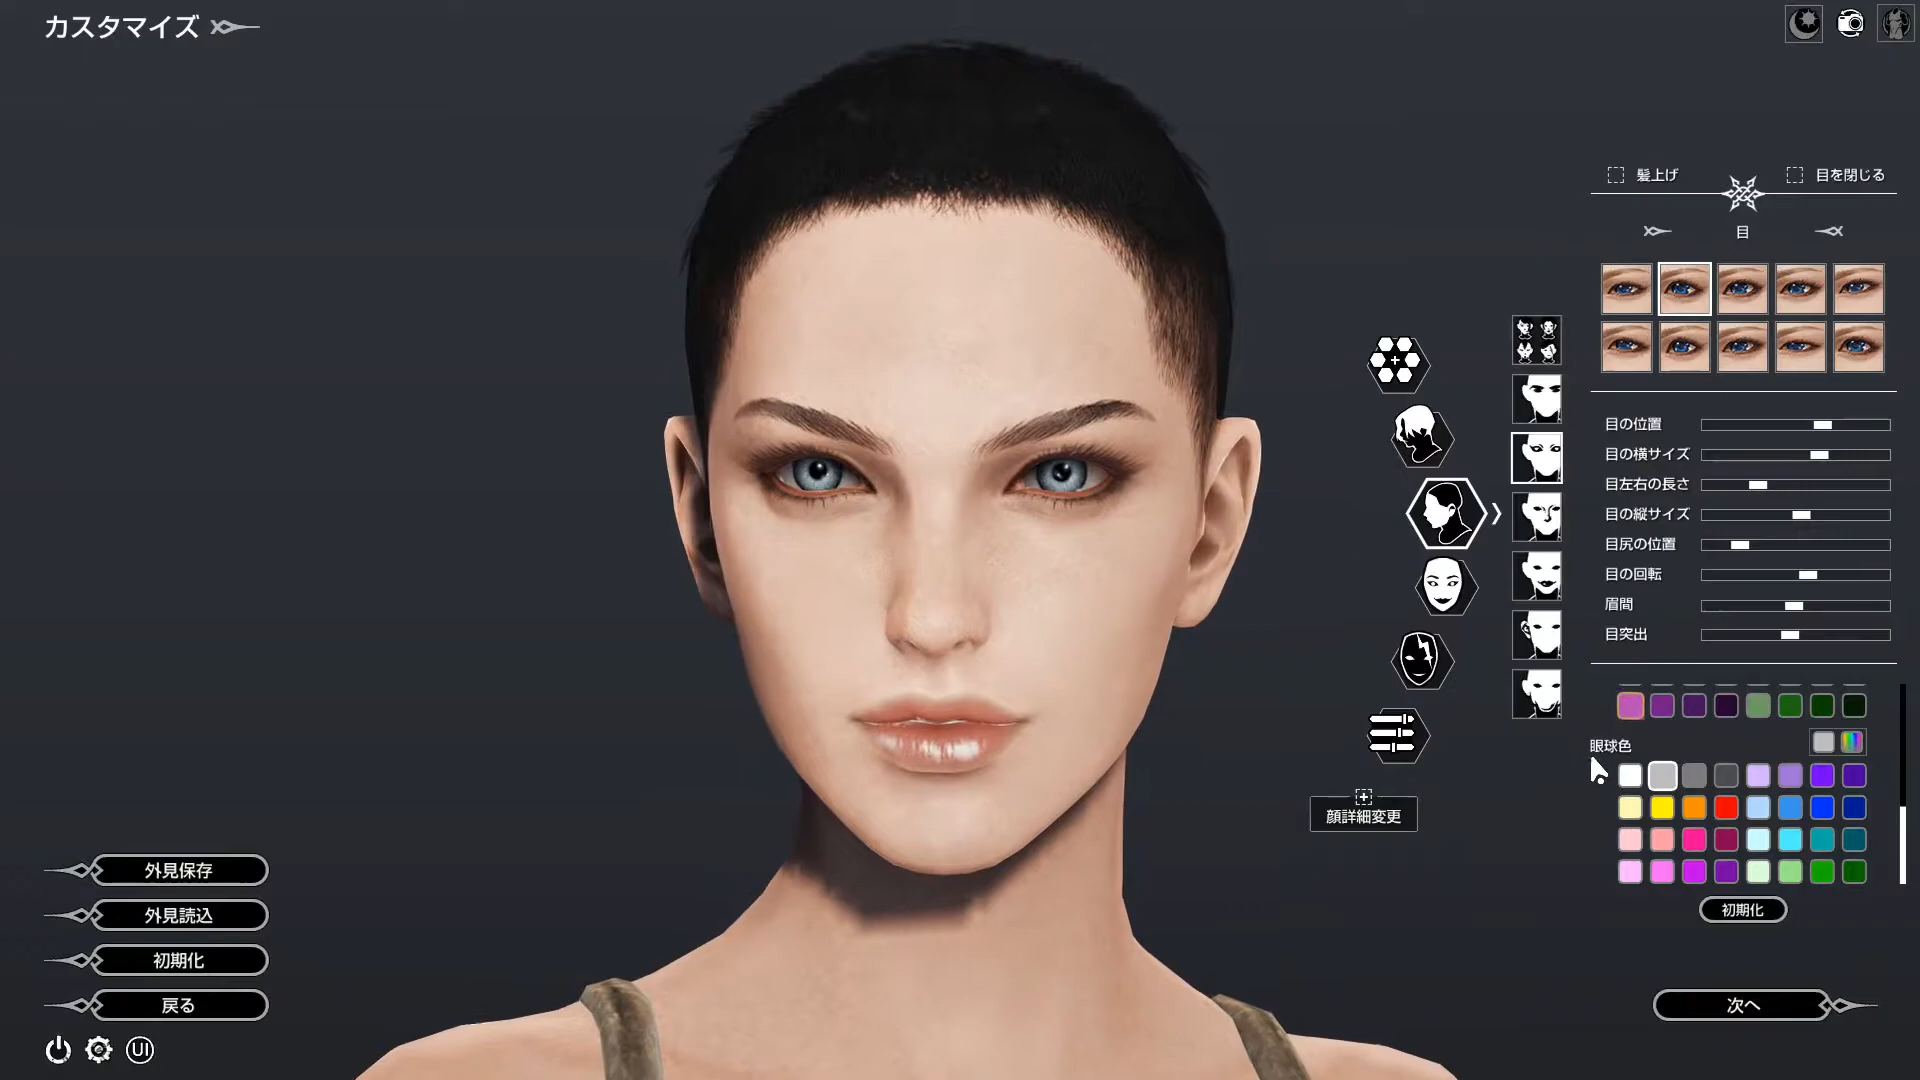 カスタマイズ
髪上げ
目を閉じる
目
目の位置
目の横サイズ
目左右の長さ
目の縦サイズ
目尻の位置
目の回転
眉間
目突出
眼球色
初期化
顔詳細変更
外見保存
外見読込
初期化
戻る
次へ
UI